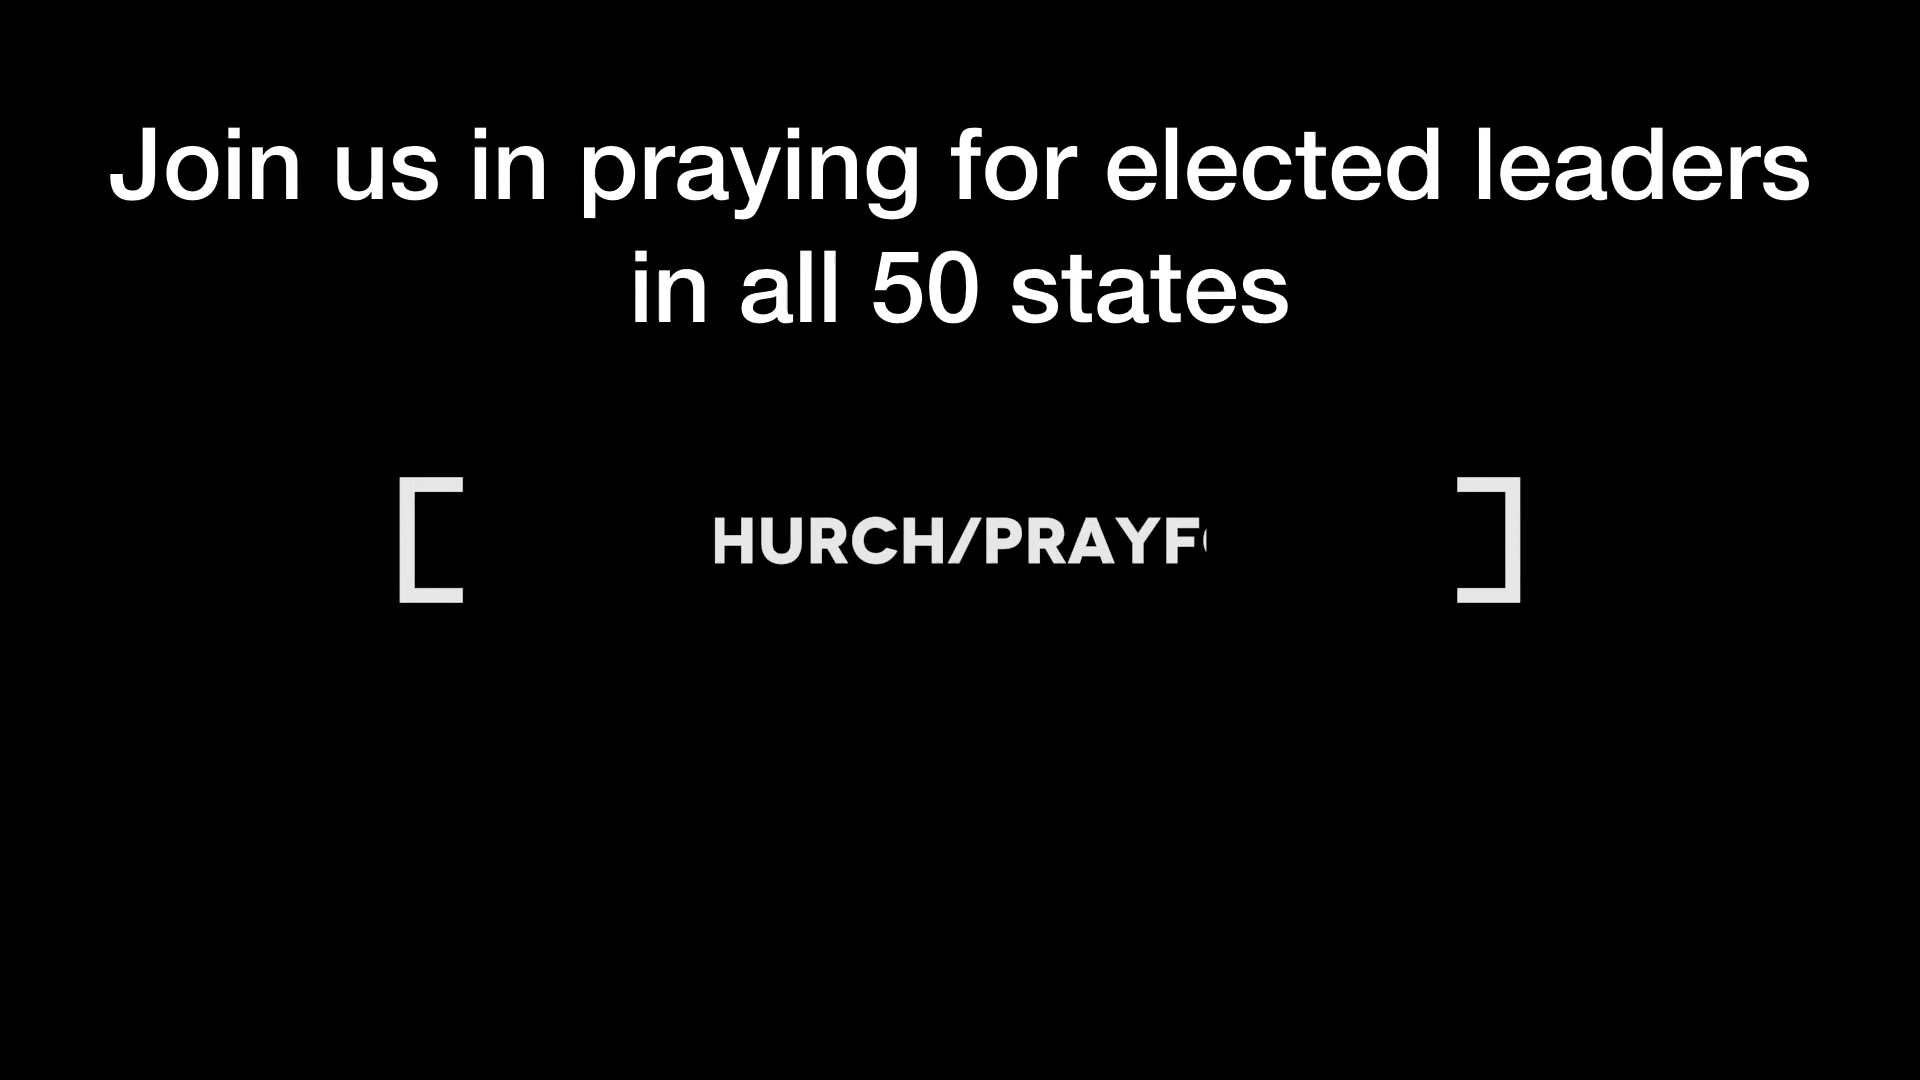 Join us in praying for elected leaders
in all 50 states
HURCH/PRAYF